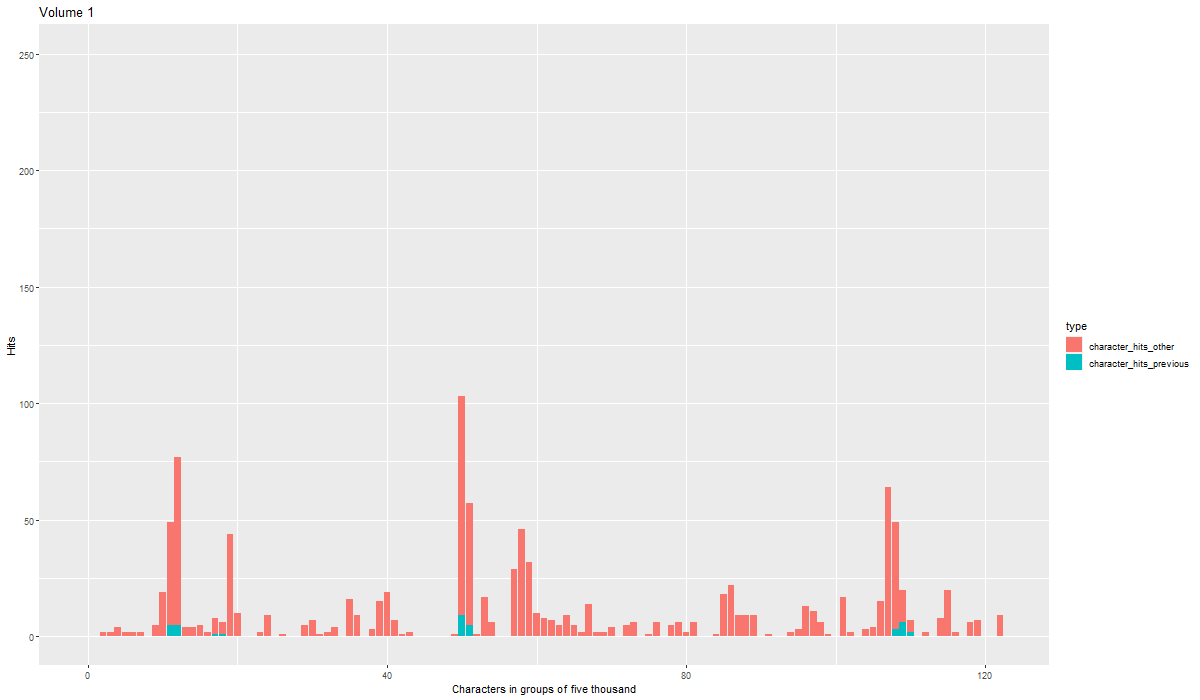 Volume 1
250
200
150
100
50
0
Hits
0 40 80 120
Characters in groups of five thousand
type
character_hits_other
character_hits_previous